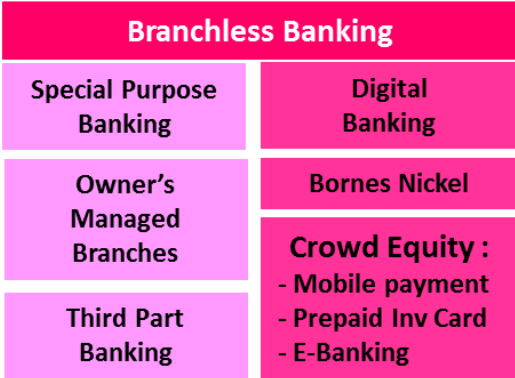 Branchless Banking
Special Purpose
Banking
Owner's
Managed
Branches
Third Part
Banking
Digital
Banking
Bornes Nickel
Crowd Equity :
- Mobile payment
- Prepaid Inv Card
- E-Banking